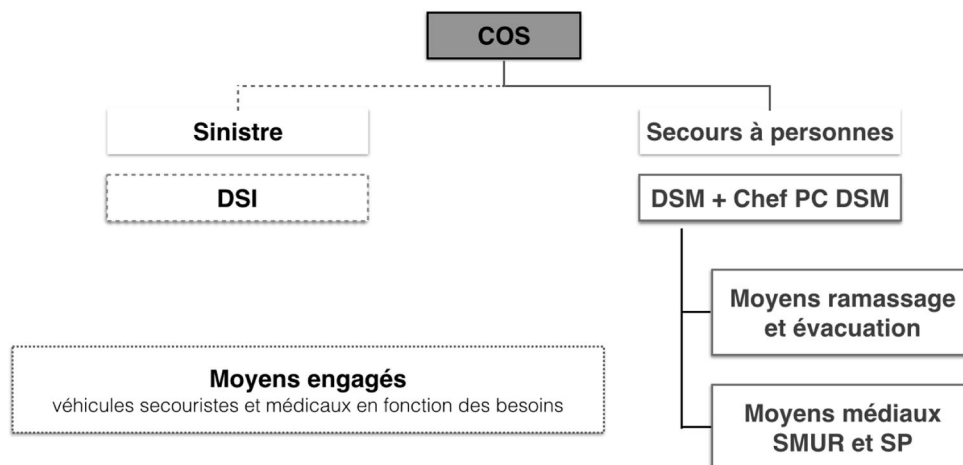 COS
Sinistre
Secours à personnes
DSI
DSM + Chef PC DSM
Moyens ramassage
et évacuation
Moyens engagés
véhicules secouristes et médicaux en fonction des besoins
Moyens médiaux
SMUR et SP